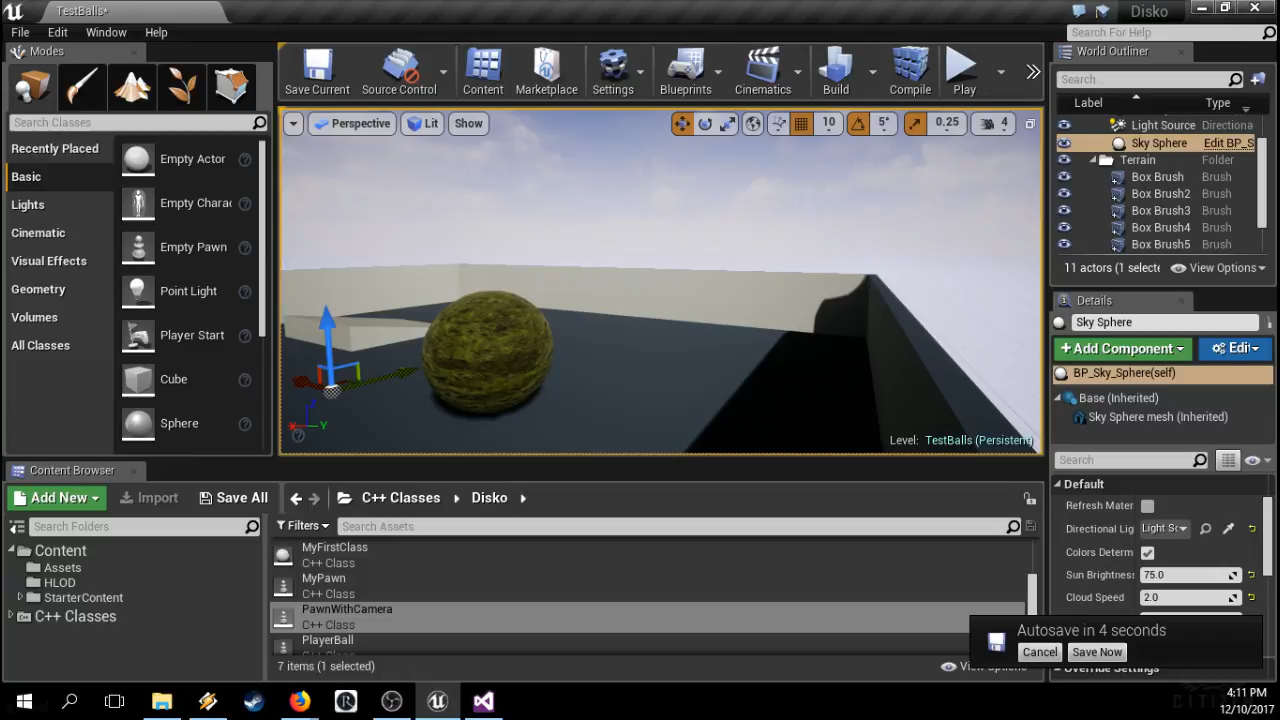 TestBalls*
Disko
File Edit Window Help
Search For Help
Modes
Search Classes
Recently Placed
Basic
Lights
Cinematic
Visual Effects
Geometry
Volumes
All Classes
Empty Actor
Empty Charac
Empty Pawn
Point Light
Player Start
Cube
Sphere
Save Current
Source Control
Content
Marketplace
Settings
Blueprints
Cinematics
Build
Compile
Play
Perspective
Lit
Show
10
5°
0.25
4
Level: TestBalls (Persistent)
World Outliner
Search...
Label
Type
Light Source Directiona
Sky Sphere Edit BP_S
Terrain Folder
Box Brush Brush
Box Brush2 Brush
Box Brush3 Brush
Box Brush4 Brush
Box Brush5 Brush
11 actors (1 selecte
View Options
Details
Sky Sphere
+Add Component
Edit
BP_Sky_Sphere(self)
Base (Inherited)
Sky Sphere mesh (Inherited)
Search
Default
Refresh Mater
Directional Lig
Light Sc
Colors Determ
Sun Brightness
75.0
Cloud Speed
2.0
Override Settings
Content Browser
Add New
Import
Save All
C++ Classes
Disko
Search Folders
Filters
Search Assets
Content
Assets
HLOD
StarterContent
C++ Classes
MyFirstClass
C++ Class
MyPawn
C++ Class
PawnWithCamera
C++ Class
PlayerBall
7 items (1 selected)
Autosave in 4 seconds
Cancel
Save Now
4:11 PM
12/10/2017